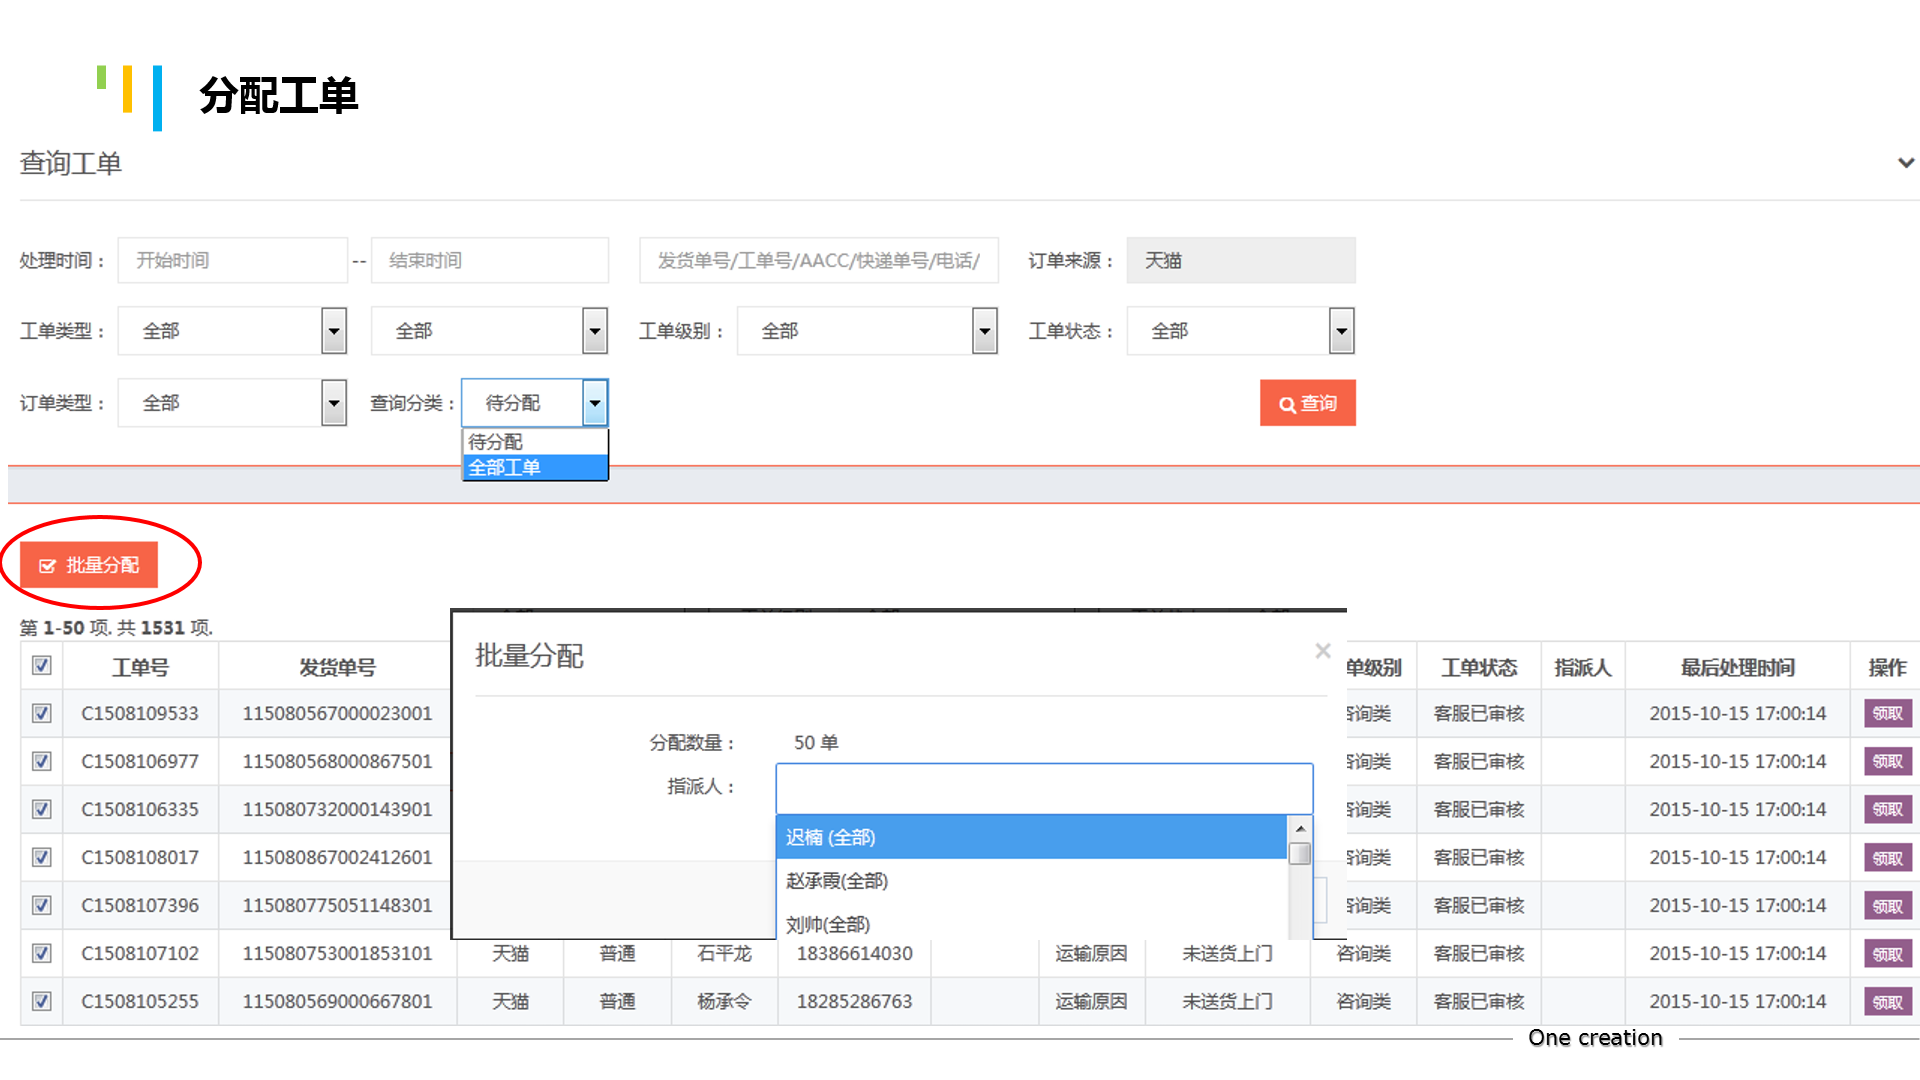 分配工单
查询工单
处理时间： 开始时间 -- 结束时间 发货单号/工单号/AACC/快递单号/电话/ 订单来源： 天猫
工单类型： 全部 全部 工单级别： 全部 工单状态： 全部
订单类型： 全部 查询分类： 待分配 查询
待分配
全部工单
批量分配
第 1-50 项. 共 1531 项.
工单号 发货单号 单级别 工单状态 指派人 最后处理时间 操作
C1508109533 115080567000023001 咨询类 客服已审核 2015-10-15 17:00:14 领取
C1508106977 115080568000867501 咨询类 客服已审核 2015-10-15 17:00:14 领取
C1508106335 115080732000143901 咨询类 客服已审核 2015-10-15 17:00:14 领取
C1508108017 115080867002412601 咨询类 客服已审核 2015-10-15 17:00:14 领取
C1508107396 115080775051148301 咨询类 客服已审核 2015-10-15 17:00:14 领取
C1508107102 115080753001853101 天猫 普通 石平龙 18386614030 运输原因 未送货上门 咨询类 客服已审核 2015-10-15 17:00:14 领取
C1508105255 115080569000667801 天猫 普通 杨承令 18285286763 运输原因 未送货上门 咨询类 客服已审核 2015-10-15 17:00:14 领取
批量分配 ×
分配数量： 50 单
指派人：
迟楠 (全部)
赵承霞(全部)
刘帅(全部)
One creation